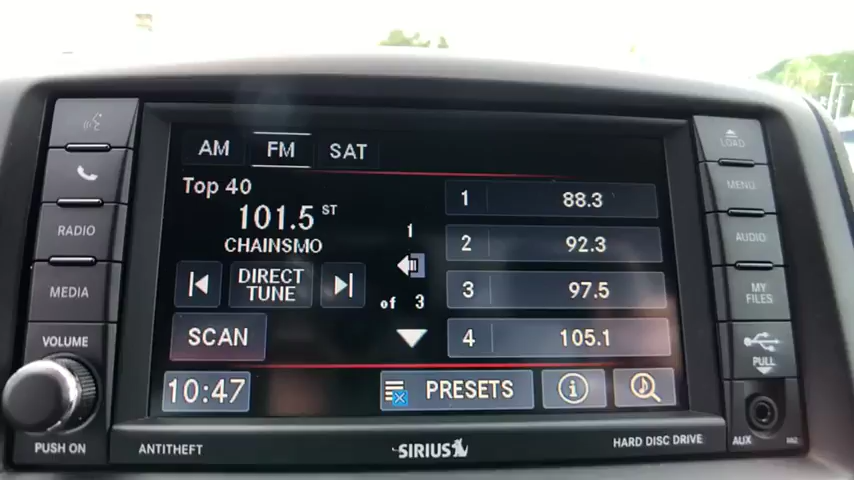 AM FM SAT
Top 40
101.5 ST
CHAINSMO
DIRECT
TUNE
SCAN
10:47
1
of 3
1 88.3
2 92.3
3 97.5
4 105.1
PRESETS
RADIO
MEDIA
VOLUME
PUSH ON
ANTITHEFT
SIRIUS
HARD DISC DRIVE
LOAD
MENU
AUDIO
MY
FILES
PULL
AUX